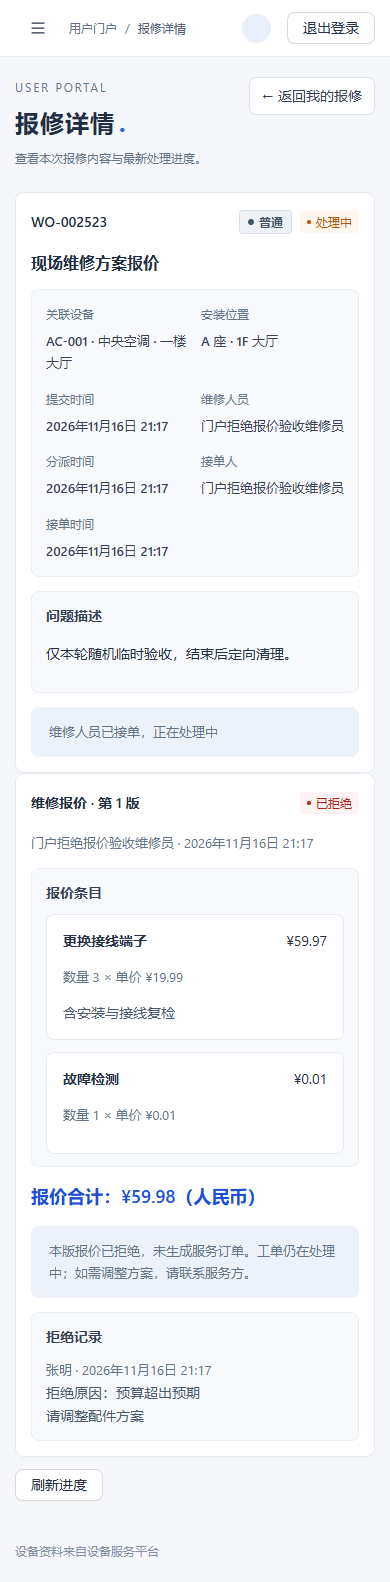 用户门户 / 报修详情
退出登录
USER PORTAL
← 返回我的报修
报修详情.
查看本次报修内容与最新处理进度。
WO-002523
普通
处理中
现场维修方案报价
关联设备
安装位置
AC-001 · 中央空调 · 一楼
大厅
A 座 · 1F 大厅
提交时间
维修人员
2026年11月16日 21:17
门户拒绝报价验收维修员
分派时间
接单人
2026年11月16日 21:17
门户拒绝报价验收维修员
接单时间
2026年11月16日 21:17
问题描述
仅本轮随机临时验收，结束后定向清理。
维修人员已接单，正在处理中
维修报价 · 第 1 版
已拒绝
门户拒绝报价验收维修员 · 2026年11月16日 21:17
报价条目
更换接线端子
¥59.97
数量 3 × 单价 ¥19.99
含安装与接线复检
故障检测
¥0.01
数量 1 × 单价 ¥0.01
报价合计：¥59.98（人民币）
本版报价已拒绝，未生成服务订单。工单仍在处理
中；如需调整方案，请联系服务方。
拒绝记录
张明 · 2026年11月16日 21:17
拒绝原因：预算超出预期
请调整配件方案
刷新进度
设备资料来自设备服务平台